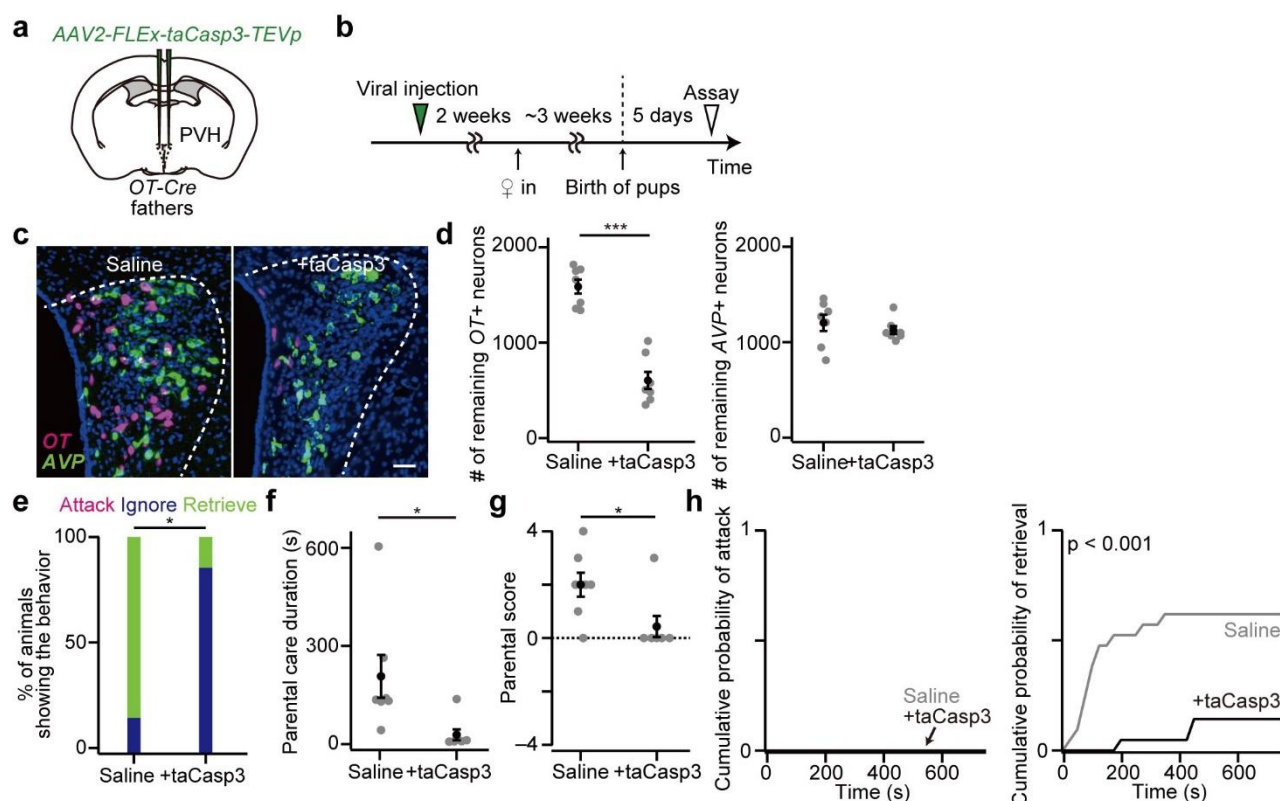 a
AAV2-FLEx-taCasp3-TEVp
PVH
OT-Cre
fathers
b
Viral injection
2 weeks
~3 weeks
5 days
Assay
Time
♀ in
Birth of pups
c
Saline
+taCasp3
OT
AVP
d
# of remaining OT+ neurons
2000
1000
0
***
Saline +taCasp3
# of remaining AVP+ neurons
2000
1000
0
Saline+taCasp3
e
Attack Ignore Retrieve
% of animals
showing the behavior
100
50
0
*
Saline +taCasp3
f
Parental care duration (s)
600
300
0
*
Saline +taCasp3
g
Parental score
4
2
0
–4
*
Saline +taCasp3
h
Cumulative probability of attack
1
0
Saline
+taCasp3
0 200 400 600
Time (s)
Cumulative probability of retrieval
1
0
p < 0.001
Saline
+taCasp3
0 200 400 600
Time (s)